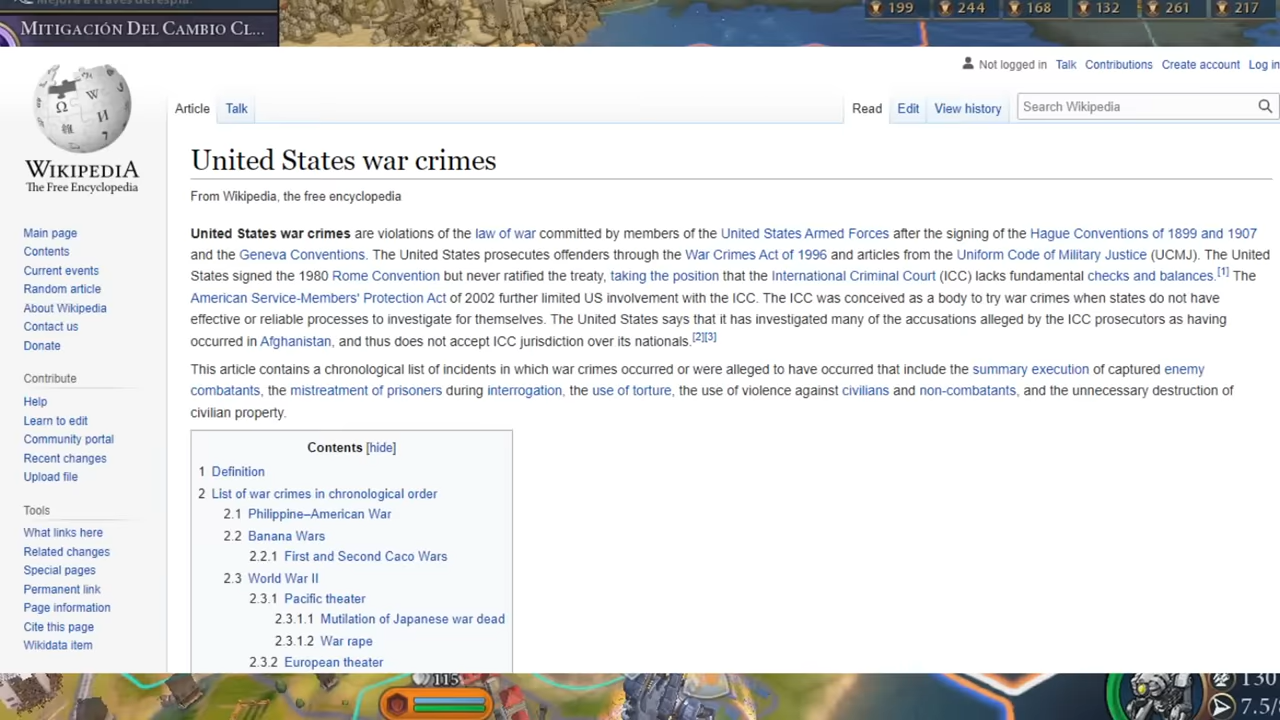 Mejora a través del espía.
MITIGACIÓN DEL CAMBIO CL...
199 244 168 132 261 217
Not logged in Talk Contributions Create account Log in
Article Talk
Read Edit View history Search Wikipedia
WIKIPEDIA
The Free Encyclopedia
Main page
Contents
Current events
Random article
About Wikipedia
Contact us
Donate
Contribute
Help
Learn to edit
Community portal
Recent changes
Upload file
Tools
What links here
Related changes
Special pages
Permanent link
Page information
Cite this page
Wikidata item
United States war crimes
From Wikipedia, the free encyclopedia
United States war crimes are violations of the law of war committed by members of the United States Armed Forces after the signing of the Hague Conventions of 1899 and 1907
and the Geneva Conventions. The United States prosecutes offenders through the War Crimes Act of 1996 and articles from the Uniform Code of Military Justice (UCMJ). The United
States signed the 1980 Rome Convention but never ratified the treaty, taking the position that the International Criminal Court (ICC) lacks fundamental checks and balances.[1] The
American Service-Members' Protection Act of 2002 further limited US involvement with the ICC. The ICC was conceived as a body to try war crimes when states do not have
effective or reliable processes to investigate for themselves. The United States says that it has investigated many of the accusations alleged by the ICC prosecutors as having
occurred in Afghanistan, and thus does not accept ICC jurisdiction over its nationals.[2][3]
This article contains a chronological list of incidents in which war crimes occurred or were alleged to have occurred that include the summary execution of captured enemy
combatants, the mistreatment of prisoners during interrogation, the use of torture, the use of violence against civilians and non-combatants, and the unnecessary destruction of
civilian property.
Contents [hide]
1 Definition
2 List of war crimes in chronological order
2.1 Philippine–American War
2.2 Banana Wars
2.2.1 First and Second Caco Wars
2.3 World War II
2.3.1 Pacific theater
2.3.1.1 Mutilation of Japanese war dead
2.3.1.2 War rape
2.3.2 European theater
115
130
7.5/